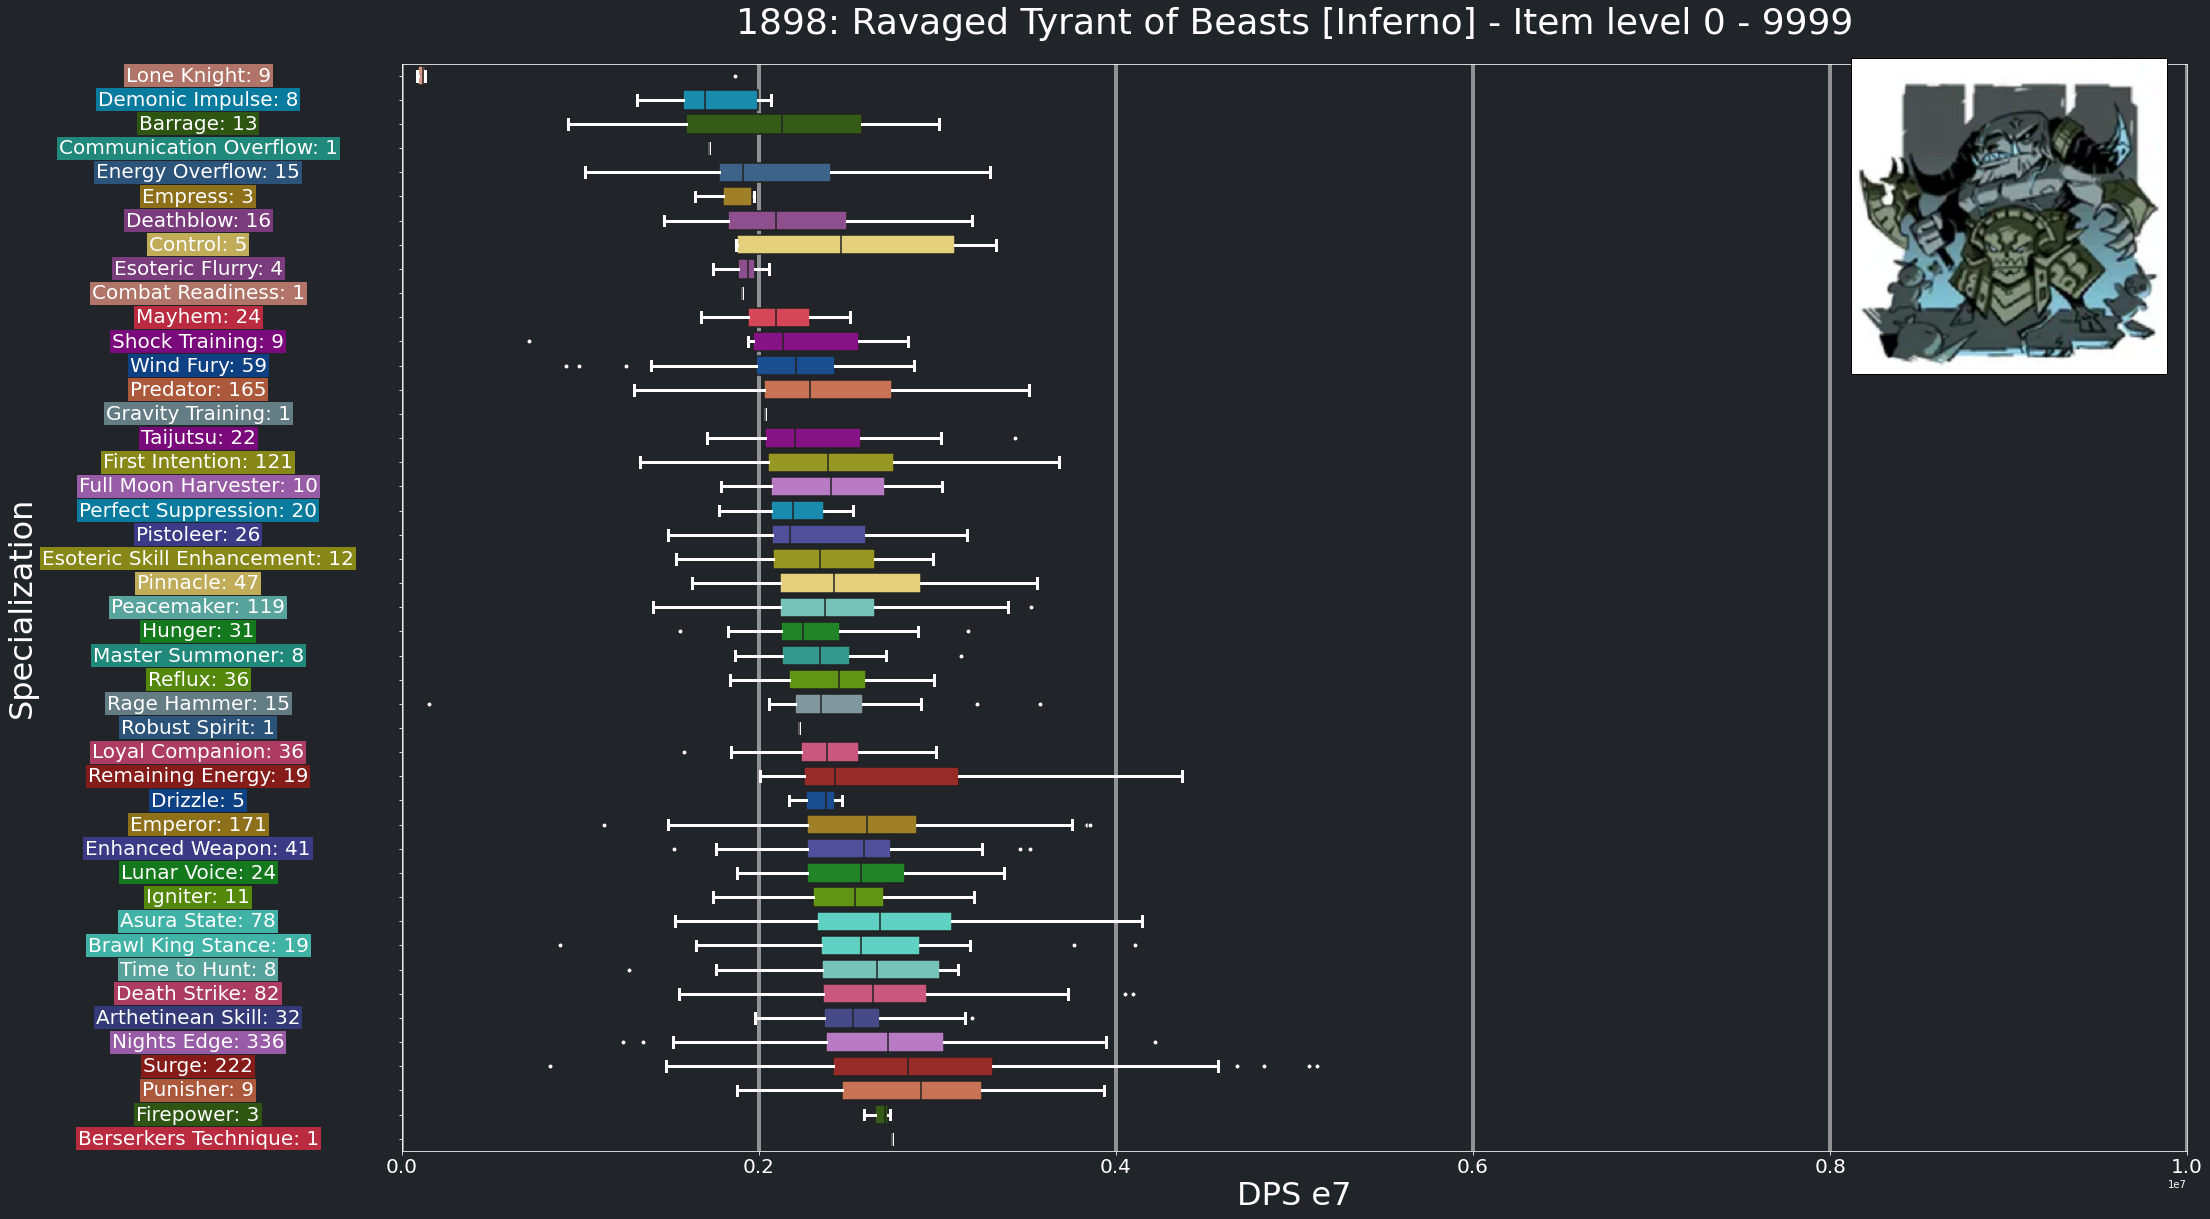 1898: Ravaged Tyrant of Beasts [Inferno] - Item level 0 - 9999
Specialization
Lone Knight: 9
Demonic Impulse: 8
Barrage: 13
Communication Overflow: 1
Energy Overflow: 15
Empress: 3
Deathblow: 16
Control: 5
Esoteric Flurry: 4
Combat Readiness: 1
Mayhem: 24
Shock Training: 9
Wind Fury: 59
Predator: 165
Gravity Training: 1
Taijutsu: 22
First Intention: 121
Full Moon Harvester: 10
Perfect Suppression: 20
Pistoleer: 26
Esoteric Skill Enhancement: 12
Pinnacle: 47
Peacemaker: 119
Hunger: 31
Master Summoner: 8
Reflux: 36
Rage Hammer: 15
Robust Spirit: 1
Loyal Companion: 36
Remaining Energy: 19
Drizzle: 5
Emperor: 171
Enhanced Weapon: 41
Lunar Voice: 24
Igniter: 11
Asura State: 78
Brawl King Stance: 19
Time to Hunt: 8
Death Strike: 82
Arthetinean Skill: 32
Nights Edge: 336
Surge: 222
Punisher: 9
Firepower: 3
Berserkers Technique: 1
0.0 0.2 0.4 0.6 0.8 1.0
1e7
DPS e7